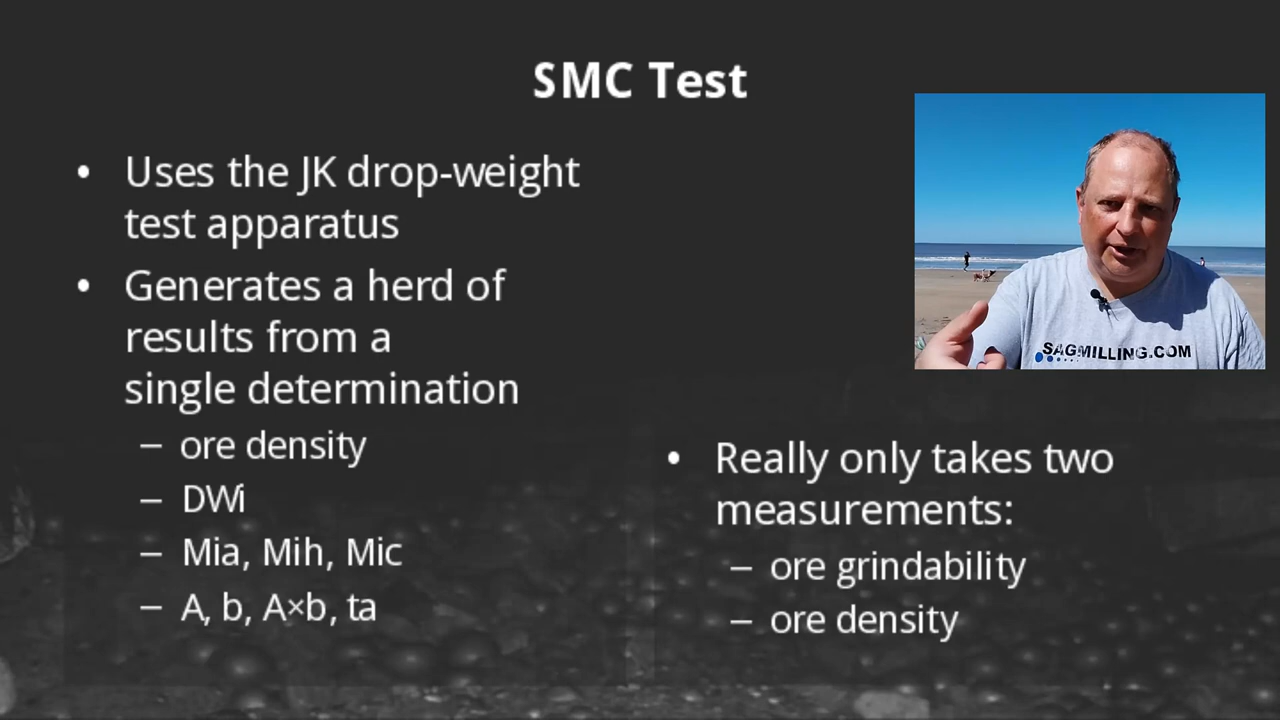 SMC Test
• Uses the JK drop-weight
test apparatus
• Generates a herd of
results from a
single determination
– ore density
– DWi
– Mia, Mih, Mic
– A, b, A×b, ta
SAGMILLING.COM
• Really only takes two
measurements:
– ore grindability
– ore density